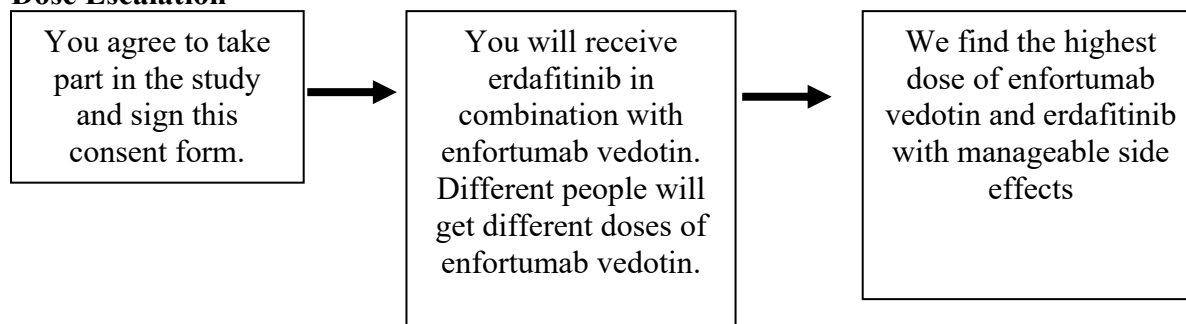 Dose Escalation
You agree to take
part in the study
and sign this
consent form.
You will receive
erdafitinib in
combination with
enfortumab vedotin.
Different people will
get different doses of
enfortumab vedotin.
We find the highest
dose of enfortumab
vedotin and erdafitinib
with manageable side
effects